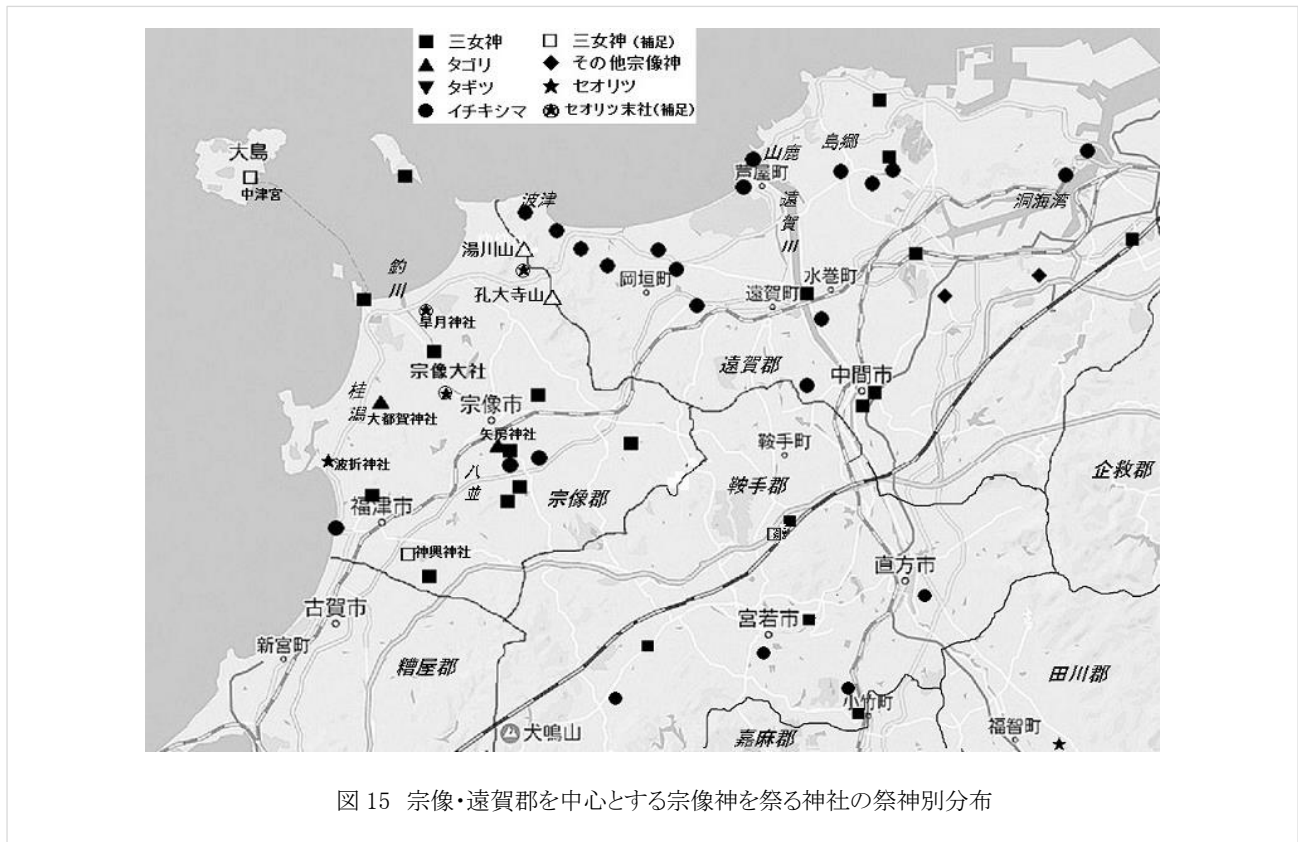 ■ 三女神 □ 三女神(補足)
▲ タゴリ ◆ その他宗像神
▼ タギツ ★ セオリツ
● イチキシマ セオリツ末社(補足)
大島
中津宮
波津
湯川山
孔大寺山
釣川
皐月神社
宗像大社
宗像市
桂潟
大都賀神社
矢房神社
波折神社
八並
宗像郡
福津市
神興神社
古賀市
新宮町
糟屋郡
犬鳴山
山鹿
島郷
芦屋町
遠賀川
洞海湾
岡垣町
遠賀町
水巻町
遠賀郡
中間市
鞍手町
鞍手郡
企救郡
直方市
宮若市
小竹町
田川郡
嘉麻郡
福智町
図 15 宗像・遠賀郡を中心とする宗像神を祭る神社の祭神別分布